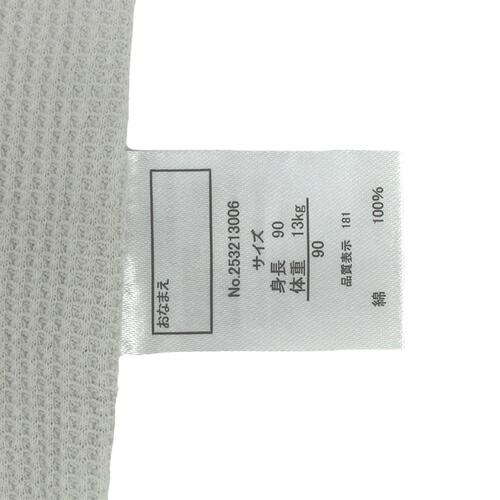 おなまえ
No.253213006
サイズ
身長 90
体重 13kg
90
品質表示 181
綿 100%